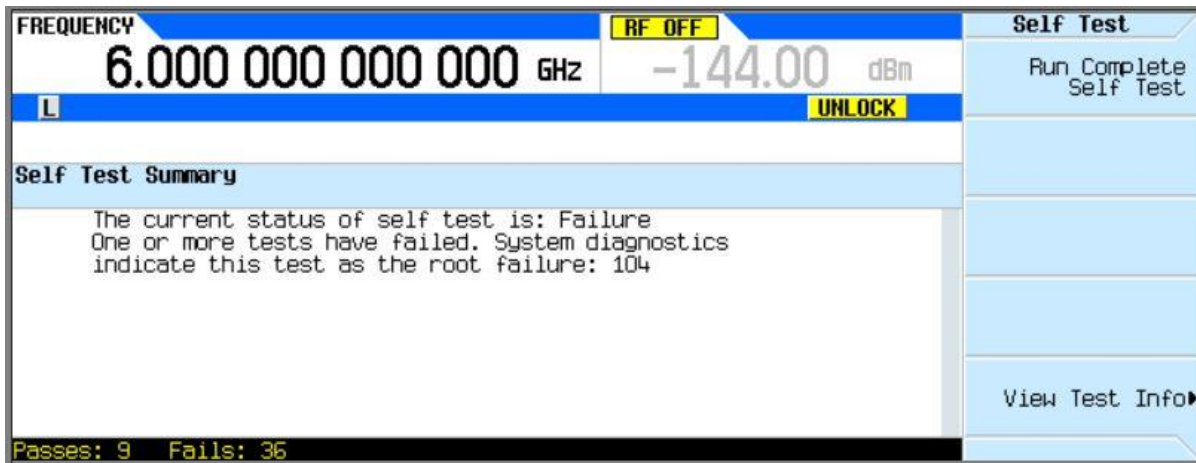 FREQUENCY
6.000 000 000 000 GHz
RF OFF
-144.00 dBm
L
UNLOCK
Self Test Summary
The current status of self test is: Failure
One or more tests have failed. System diagnostics
indicate this test as the root failure: 104
Passes: 9 Fails: 36
Self Test
Run Complete
Self Test
View Test Info